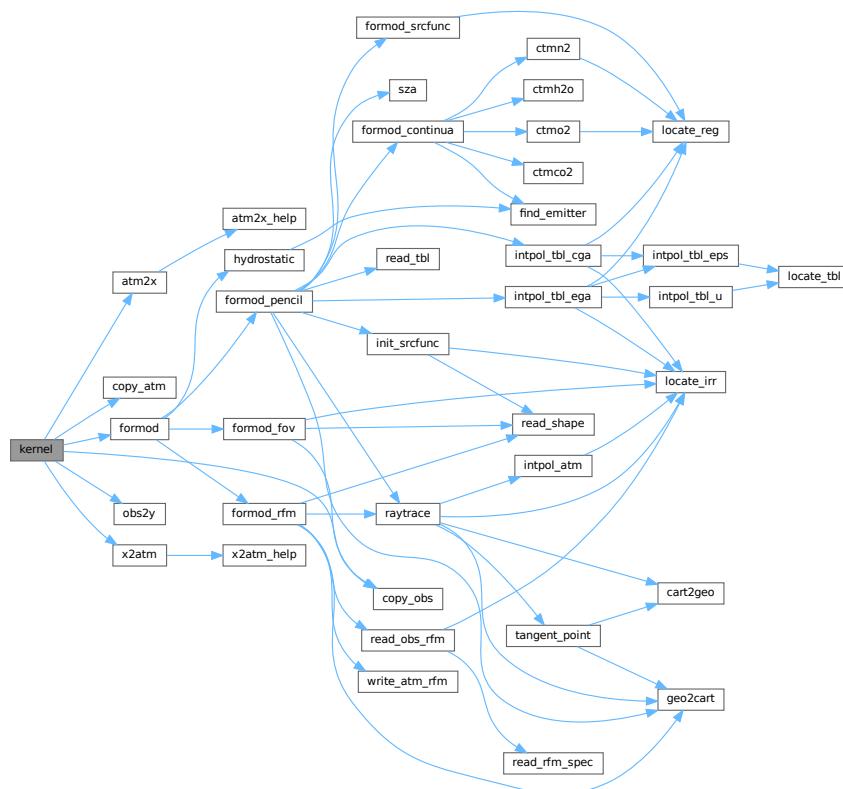 formod_srcfunc
ctmn2
sza
ctmh2o
formod_continua
ctmo2
locate_reg
ctmco2
find_emitter
atm2x_help
hydrostatic
read_tbl
intpol_tbl_cga
intpol_tbl_eps
locate_tbl
atm2x
formod_pencil
intpol_tbl_ega
intpol_tbl_u
init_srcfunc
locate_irr
copy_atm
formod
formod_fov
read_shape
kernel
intpol_atm
obs2y
formod_rfm
raytrace
x2atm
x2atm_help
copy_obs
cart2geo
read_obs_rfm
tangent_point
write_atm_rfm
geo2cart
read_rfm_spec